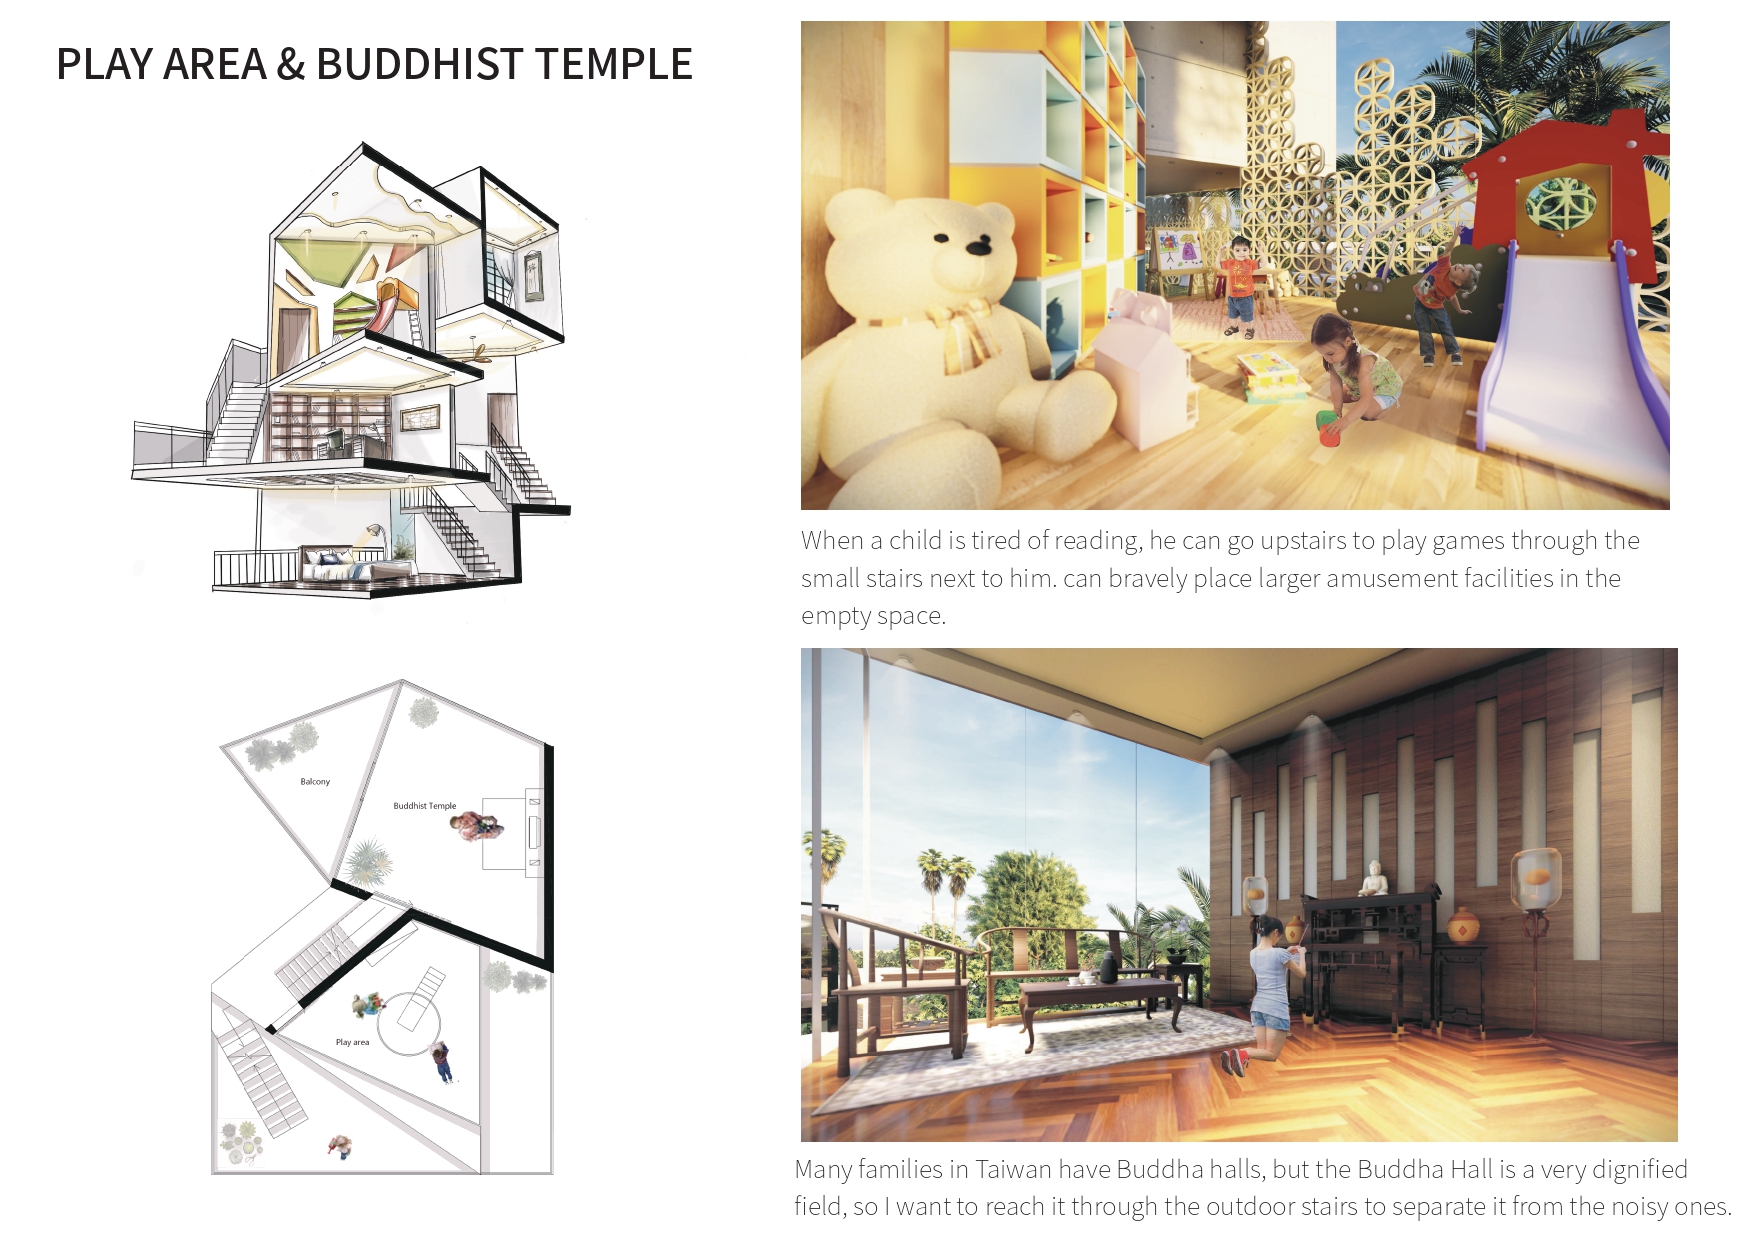 PLAY AREA & BUDDHIST TEMPLE
When a child is tired of reading, he can go upstairs to play games through the
small stairs next to him. can bravely place larger amusement facilities in the
empty space.
Balcony
Buddhist Temple
Play area
Many families in Taiwan have Buddha halls, but the Buddha Hall is a very dignified
field, so I want to reach it through the outdoor stairs to separate it from the noisy ones.